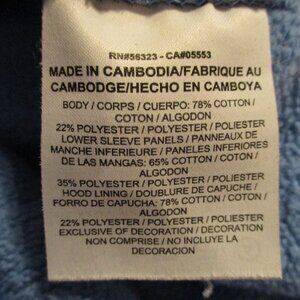 RN#56323 - CA#05553
MADE IN CAMBODIA/FABRIQUE AU
CAMBODGE/HECHO EN CAMBOYA
BODY / CORPS / CUERPO: 78% COTTON /
COTON / ALGODON
22% POLYESTER / POLYESTER / POLIESTER
LOWER SLEEVE PANELS / PANNEAUX DE
MANCHE INFERIEURE / PANELES INFERIORES
DE LAS MANGAS: 65% COTTON / COTON /
ALGODON
35% POLYESTER / POLYESTER / POLIESTER
HOOD LINING / DOUBLURE DE CAPUCHE /
FORRO DE CAPUCHA: 78% COTTON / COTON /
ALGODON
22% POLYESTER / POLYESTER / POLIESTER
EXCLUSIVE OF DECORATION / DECORATION
NON COMPRISE / NO INCLUYE LA
DECORACION